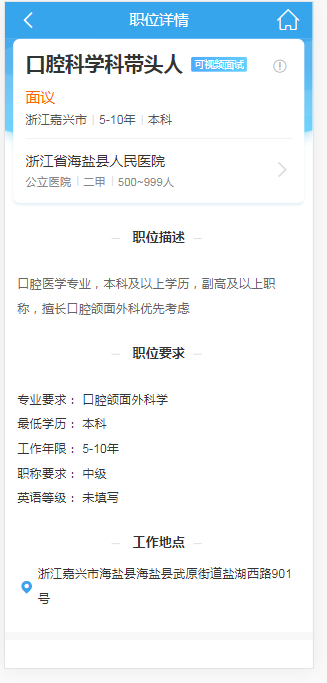 职位详情
口腔科学科带头人 可视频面试
面议
浙江嘉兴市 5-10年 本科
浙江省海盐县人民医院
公立医院 二甲 500~999人
职位描述
口腔医学专业，本科及以上学历，副高及以上职
称，擅长口腔颌面外科优先考虑
职位要求
专业要求： 口腔颌面外科学
最低学历： 本科
工作年限： 5-10年
职称要求： 中级
英语等级： 未填写
工作地点
浙江嘉兴市海盐县海盐县武原街道盐湖西路901
号